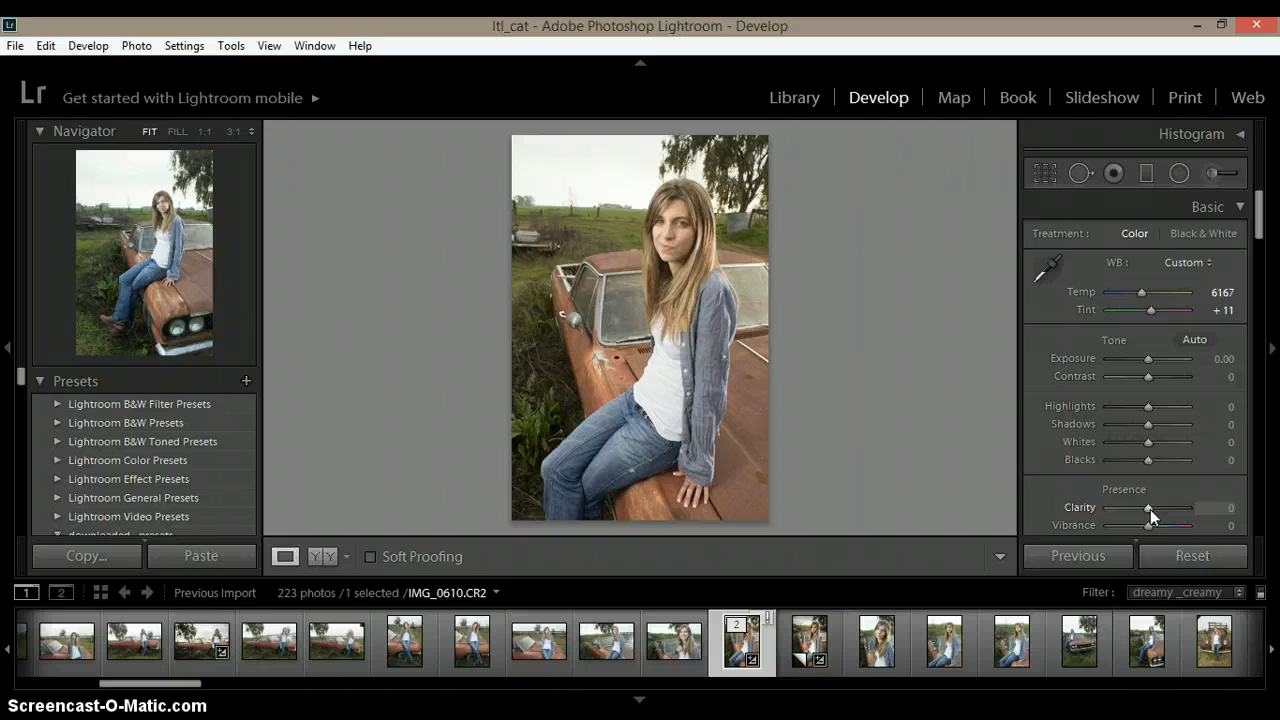 Lr ltl_cat - Adobe Photoshop Lightroom - Develop
File Edit Develop Photo Settings Tools View Window Help
Lr Get started with Lightroom mobile Library Develop Map Book Slideshow Print Web
Navigator FIT FILL 1:1 3:1
Histogram
Basic
Treatment : Color Black & White
WB : Custom
Temp 6167
Tint + 11
Tone Auto
Exposure 0.00
Contrast 0
Highlights 0
Shadows 0
Whites 0
Blacks 0
Presence
Clarity 0
Vibrance 0
Presets +
Lightroom B&W Filter Presets
Lightroom B&W Presets
Lightroom B&W Toned Presets
Lightroom Color Presets
Lightroom Effect Presets
Lightroom General Presets
Lightroom Video Presets
downloaded_presets
Copy... Paste
Y Y Soft Proofing
Previous Reset
1 2 Previous Import 223 photos /1 selected /IMG_0610.CR2 Filter : dreamy _creamy
2
Screencast-O-Matic.com